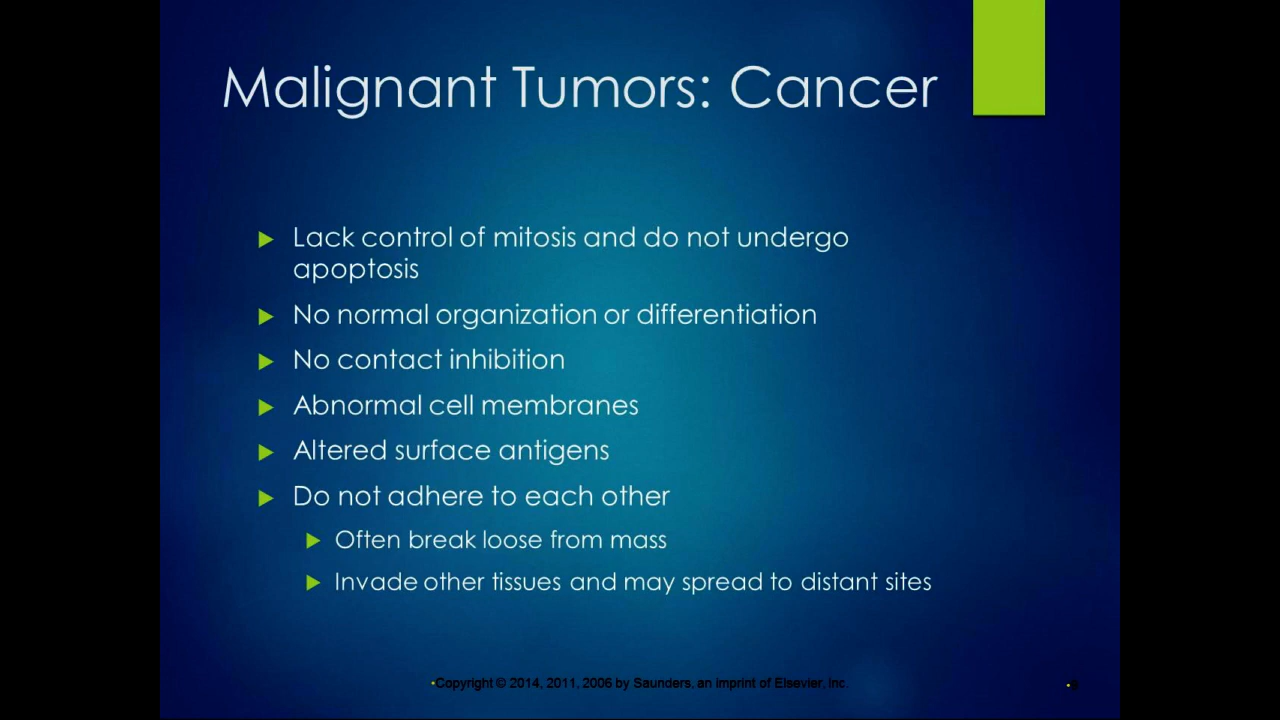 Malignant Tumors: Cancer
Lack control of mitosis and do not undergo
apoptosis
No normal organization or differentiation
No contact inhibition
Abnormal cell membranes
Altered surface antigens
Do not adhere to each other
Often break loose from mass
Invade other tissues and may spread to distant sites
•Copyright © 2014, 2011, 2006 by Saunders, an imprint of Elsevier, Inc.